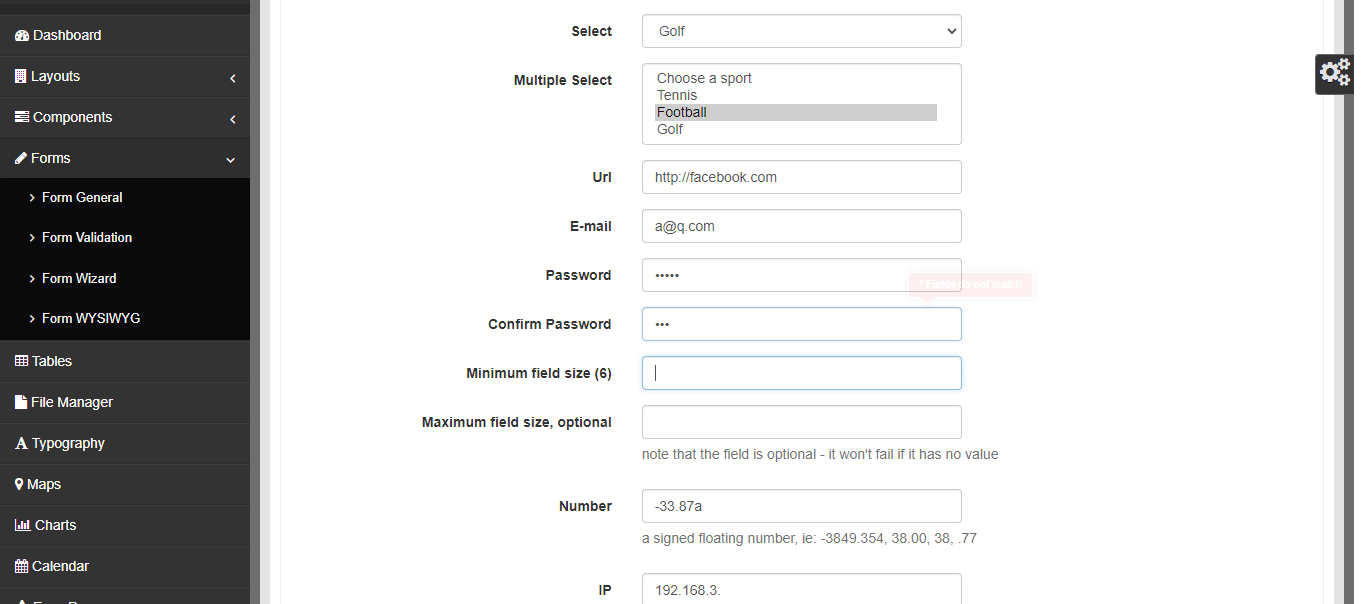 Dashboard
Layouts
Components
Forms
Form General
Form Validation
Form Wizard
Form WYSIWYG
Tables
File Manager
Typography
Maps
Charts
Calendar
Select
Golf
Multiple Select
Choose a sport
Tennis
Football
Golf
Url
http://facebook.com
E-mail
a@q.com
Password
•••••
* Fields do not match
Confirm Password
•••
Minimum field size (6)
Maximum field size, optional
note that the field is optional - it won't fail if it has no value
Number
-33.87a
a signed floating number, ie: -3849.354, 38.00, 38, .77
IP
192.168.3.